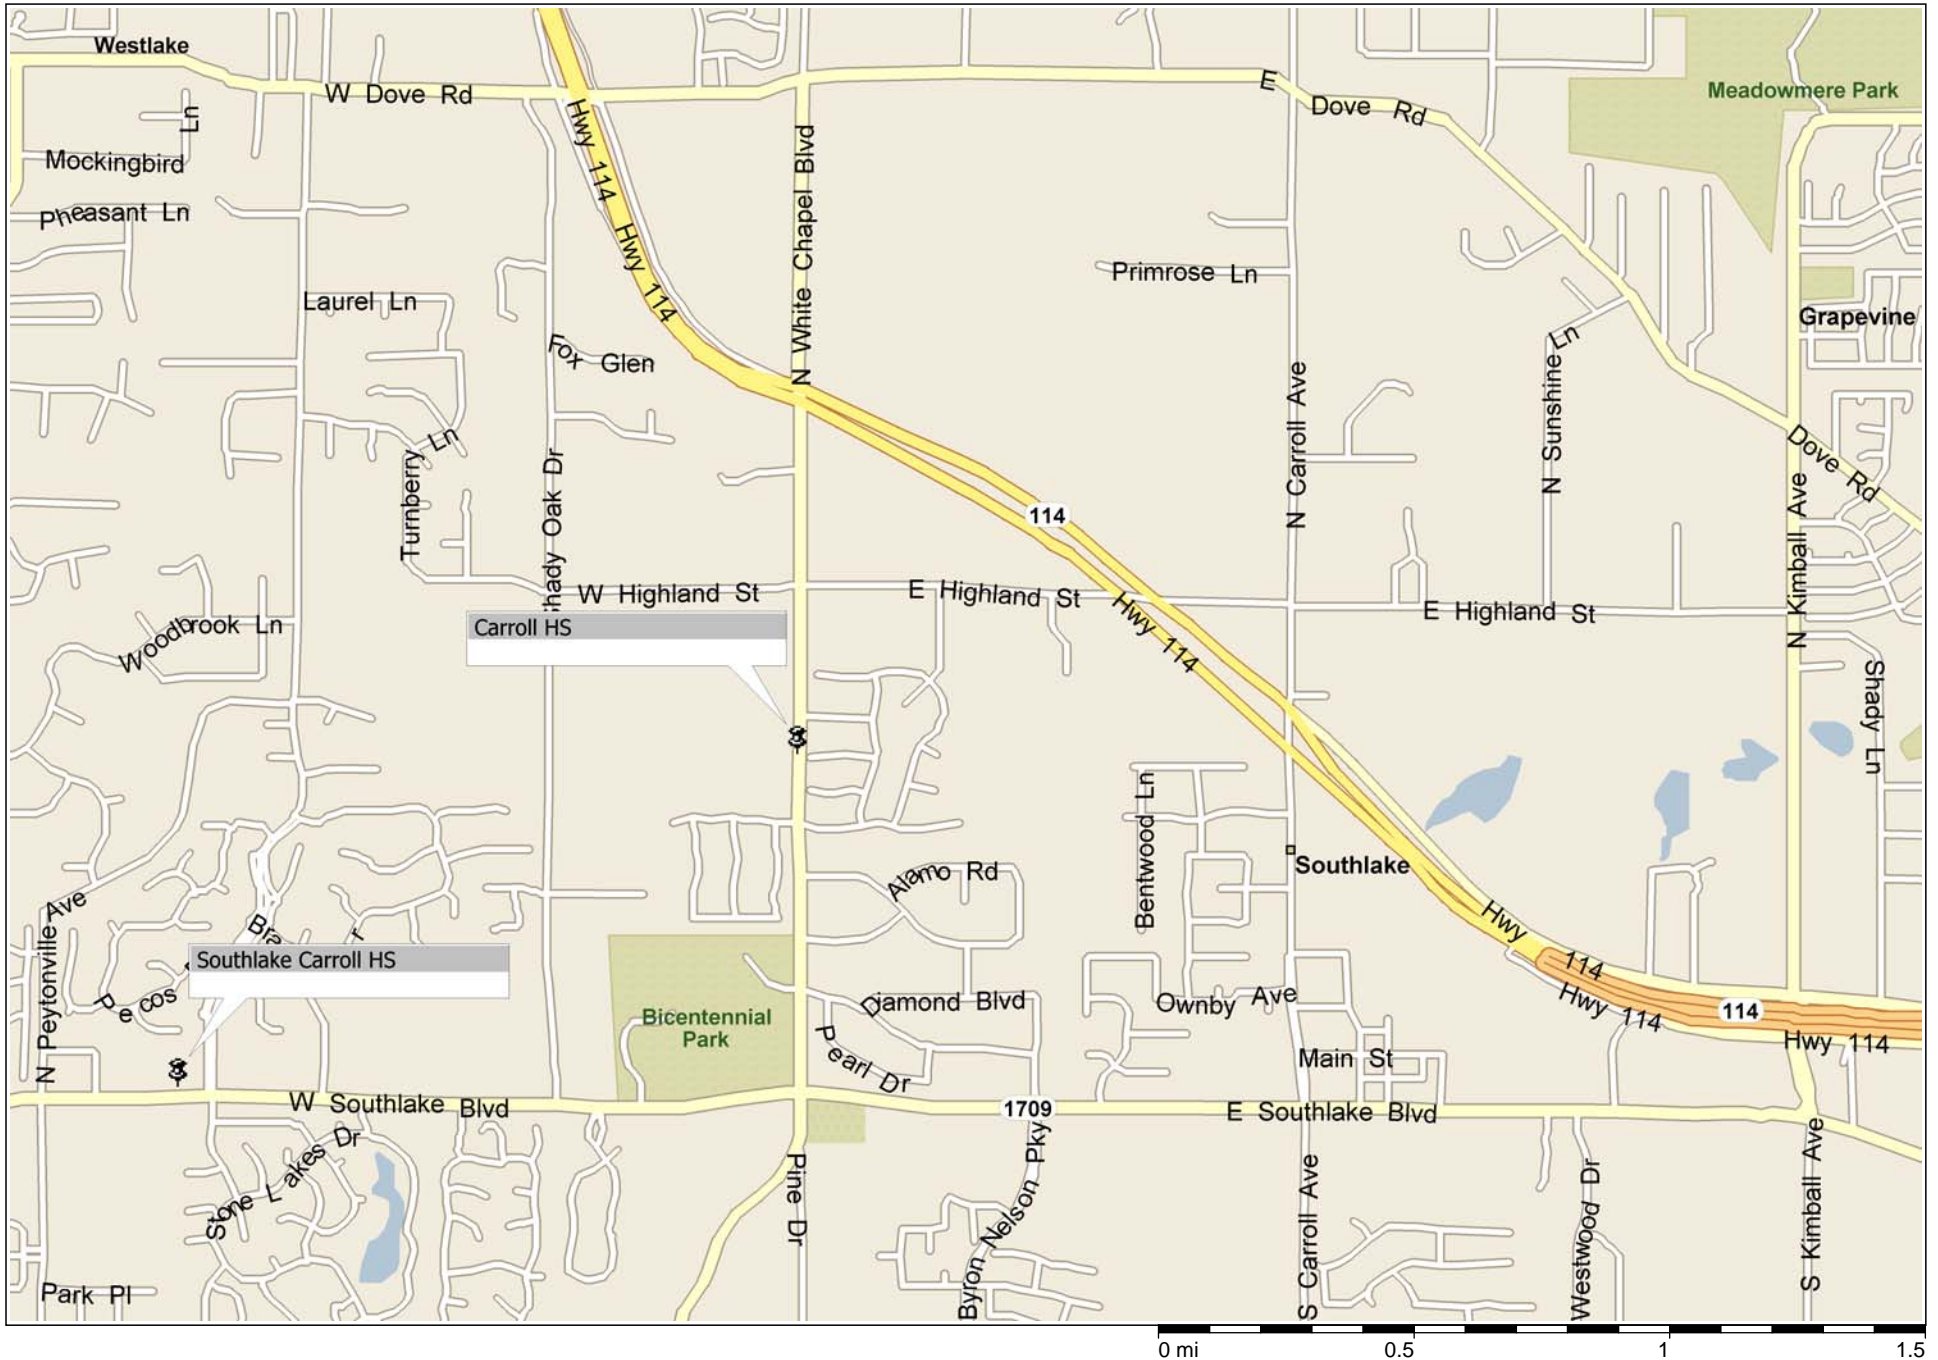 Westlake
W Dove Rd
E
Dove Rd
Meadowmere Park
Ln
Mockingbird
Pheasant Ln
Hwy 114
Hwy 114
N White Chapel Blvd
Primrose Ln
Laurel Ln
Fox Glen
Grapevine
N Sunshine Ln
N Carroll Ave
Turnberry Ln
Shady Oak Dr
Dove Rd
N Kimball Ave
114
W Highland St
E Highland St
E Highland St
Hwy 114
Woodbrook Ln
Carroll HS
Shady Ln
Bentwood Ln
Southlake
Alamo Rd
N Peytonville Ave
Bra
r
Southlake Carroll HS
Pecos
Hwy 114
Hwy 114
114
Hwy 114
Bicentennial
Park
Diamond Blvd
Ownby Ave
Pearl Dr
Main St
W Southlake Blvd
1709
E Southlake Blvd
Stone Lakes Dr
Pine Dr
Byron Nelson Pky
S Carroll Ave
Westwood Dr
S Kimball Ave
Park Pl
0 mi 0.5 1 1.5